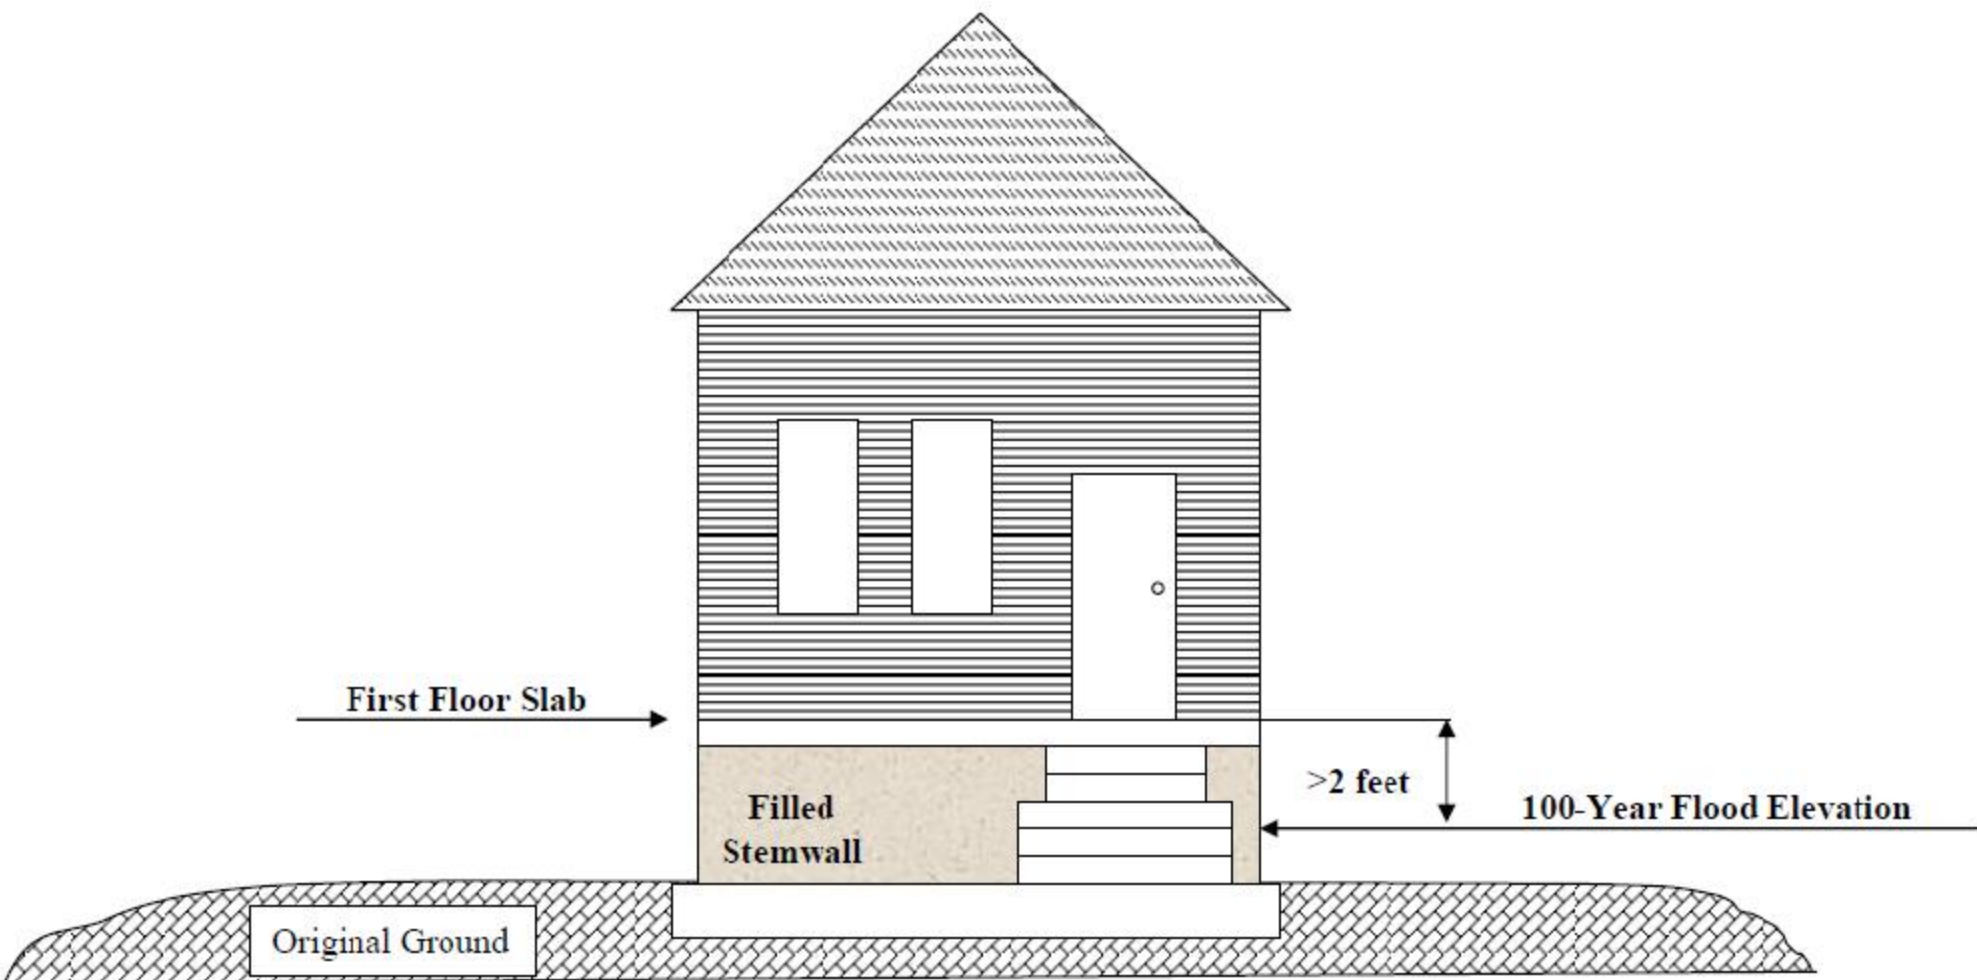 First Floor Slab
>2 feet
100-Year Flood Elevation
Filled
Stemwall
Original Ground